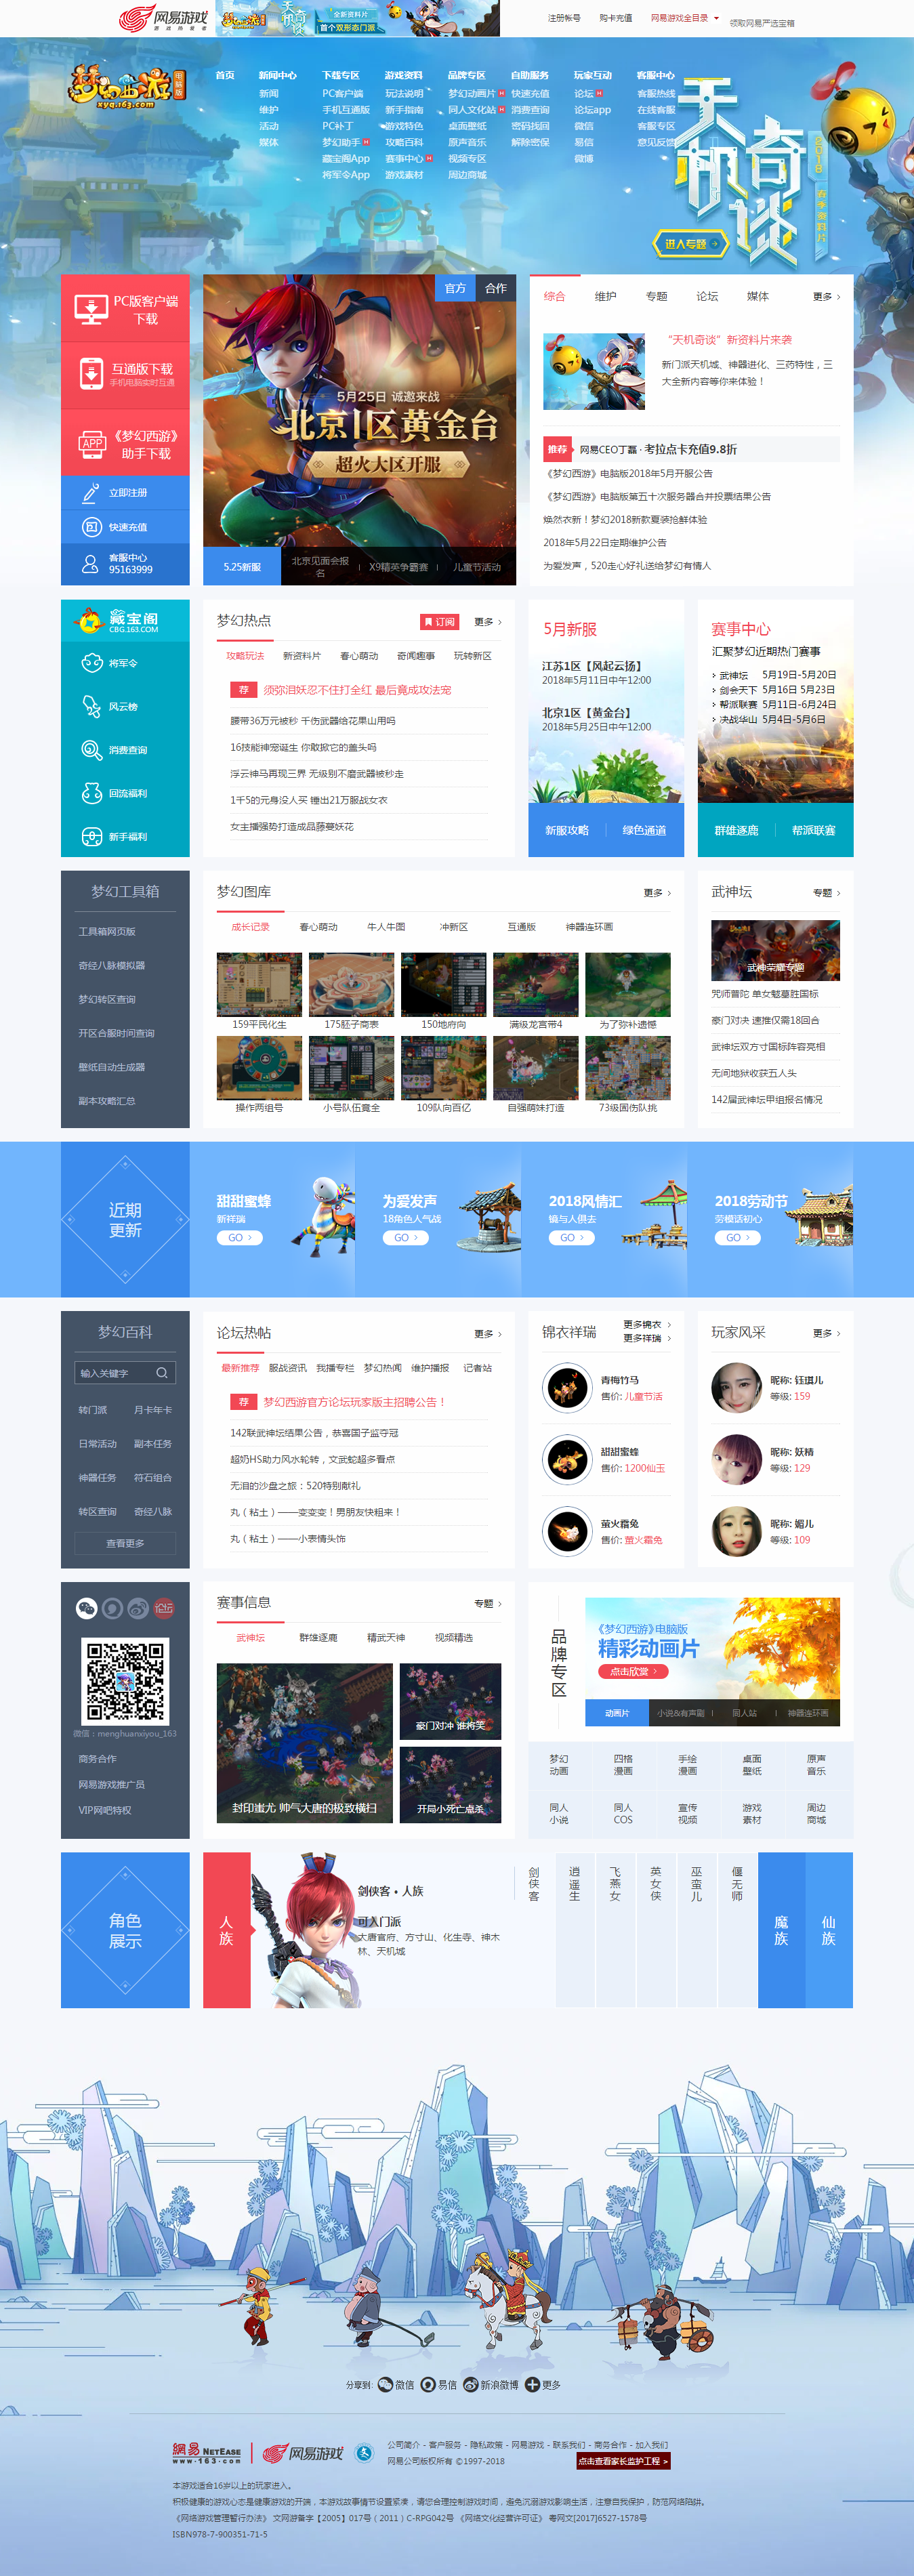 网易游戏
游戏热爱者
天机奇谈
全新资料片
首个双形态门派
注册帐号 购卡充值 网易游戏全目录 领取网易严选宝箱
梦幻西游 电脑版
xyq.163.com
首页 新闻中心 下载专区 游戏资料 品牌专区 自助服务 玩家互动 客服中心
新闻 PC客户端 玩法说明 梦幻动画片 H 快速充值 论坛 H 客服热线
维护 手机互通版 新手指南 同人文化站 H 消费查询 论坛app 在线客服
活动 PC补丁 游戏特色 桌面壁纸 密码找回 微信 客服专区
媒体 梦幻助手 H 攻略百科 原声音乐 解除密保 易信 意见反馈
藏宝阁App 赛事中心 H 视频专区 微博
将军令App 游戏素材 周边商城
天机奇谈
2018春季资料片
进入专题
PC版客户端
下载
互通版下载
手机电脑实时互通
APP
《梦幻西游》
助手下载
立即注册
快速充值
客服中心
95163999
官方 合作
5月25日 诚邀来战
北京1区黄金台
超火大区开服
5.25新服 北京见面会报名 X9精英争霸赛 儿童节活动
综合 维护 专题 论坛 媒体 更多
“天机奇谈”新资料片来袭
新门派天机城、神器进化、三药特性，三
大全新内容等你来体验！
推荐 网易CEO丁磊 · 考拉点卡充值9.8折
《梦幻西游》电脑版2018年5月开服公告
《梦幻西游》电脑版第五十次服务器合并投票结果公告
焕然衣新！梦幻2018新款夏装抢鲜体验
2018年5月22日定期维护公告
为爱发声，520走心好礼送给梦幻有情人
藏宝阁
CBG.163.COM
将军令
风云榜
消费查询
回流福利
新手福利
梦幻热点 订阅 更多
攻略玩法 新资料片 春心萌动 奇闻趣事 玩转新区
荐 须弥泪妖忍不住打全红 最后竟成攻法宠
腰带36万元被秒 千伤武器给花果山用吗
16技能神宠诞生 你敢掀它的盖头吗
浮云神马再现三界 无级别不磨武器被秒走
1千5的元身没人买 锤出21万服战女衣
女主播强势打造成品藤蔓妖花
5月新服
江苏1区【风起云扬】
2018年5月11日中午12:00
北京1区【黄金台】
2018年5月25日中午12:00
新服攻略 绿色通道
赛事中心
汇聚梦幻近期热门赛事
武神坛 5月19日-5月20日
剑会天下 5月16日 5月23日
帮派联赛 5月11日-6月24日
决战华山 5月4日-5月6日
群雄逐鹿 帮派联赛
梦幻工具箱
工具箱网页版
奇经八脉模拟器
梦幻转区查询
开区合服时间查询
壁纸自动生成器
副本攻略汇总
梦幻图库 更多
成长记录 春心萌动 牛人牛图 冲新区 互通版 神器连环画
159平民化生 175胚子商表 150地府向 满级龙宫带4 为了弥补遗憾
操作两组号 小号队伍竟全 109队向百亿 自强萌妹打造 73级固伤队挑
武神坛 专题
武神荣耀专题
咒师普陀 单女魃墓胜国标
豪门对决 速推仅需18回合
武神坛双方寸国标阵容亮相
无间地狱收获五人头
142届武神坛甲组报名情况
近期
更新
甜甜蜜蜂
新祥瑞
GO
为爱发声
18角色人气战
GO
2018风情汇
镜与人俱去
GO
2018劳动节
劳模话初心
GO
梦幻百科
输入关键字
转门派 月卡年卡
日常活动 副本任务
神器任务 符石组合
转区查询 奇经八脉
查看更多
论坛热帖 更多
最新推荐 服战资讯 我播专栏 梦幻热闻 维护播报 记者站
荐 梦幻西游官方论坛玩家版主招聘公告！
142联武神坛结果公告，恭喜国子监夺冠
超奶HS助力风水轮转，文武蛇超多看点
无泪的沙盘之旅：520特别献礼
丸（粘土）——变变变！男朋友快粗来！
丸（粘土）——小表情头饰
锦衣祥瑞 更多锦衣
更多祥瑞
青梅竹马
售价: 儿童节活
甜甜蜜蜂
售价: 1200仙玉
萤火霜兔
售价: 萤火霜兔
玩家风采 更多
昵称: 钰琪儿
等级: 159
昵称: 妖精
等级: 129
昵称: 媚儿
等级: 109
论坛
微信：menghuanxiyou_163
商务合作
网易游戏推广员
VIP网吧特权
赛事信息 专题
武神坛 群雄逐鹿 精武天神 视频精选
封印蚩尤 帅气大唐的极致横扫
豪门对冲 谁将笑
开局小死亡点杀
品牌专区
《梦幻西游》电脑版
精彩动画片
点击欣赏
动画片 小说&有声剧 同人站 神器连环画
梦幻动画 四格漫画 手绘漫画 桌面壁纸 原声音乐
同人小说 同人COS 宣传视频 游戏素材 周边商城
角色
展示
人族
剑侠客 • 人族
可入门派
大唐官府、方寸山、化生寺、神木
林、天机城
剑侠客 逍遥生 飞燕女 英女侠 巫蛮儿 偃无师
魔族 仙族
分享到: 微信 易信 新浪微博 更多
網易 NETEASE
www.163.com
网易游戏
公司简介 - 客户服务 - 隐私政策 - 网易游戏 - 联系我们 - 商务合作 - 加入我们
网易公司版权所有 ©1997-2018
点击查看家长监护工程 >
本游戏适合16岁以上的玩家进入。
积极健康的游戏心态是健康游戏的开端，本游戏故事情节设置紧凑，请您合理控制游戏时间，避免沉溺游戏影响生活，注意自我保护，防范网络陷阱。
《网络游戏管理暂行办法》 文网游备字【2005】017号（2011）C-RPG042号 《网络文化经营许可证》 粤网文[2017]6527-1578号
ISBN978-7-900351-71-5